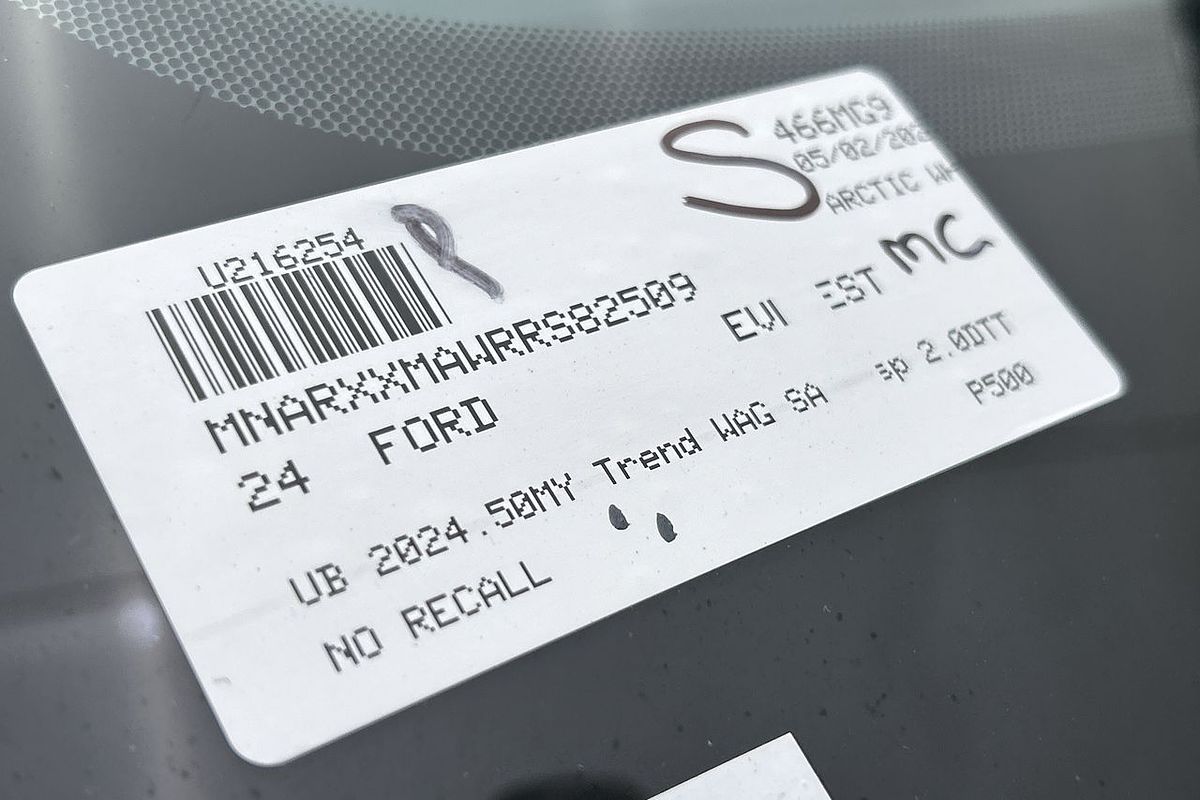 466MG9
05/02/202
S
ARCTIC WH
U216254
MC
MNARXXMAWRRS82509
EVI EST
24 FORD
UB 2024.50MY Trend WAG SA 2.0DTT
P500
NO RECALL